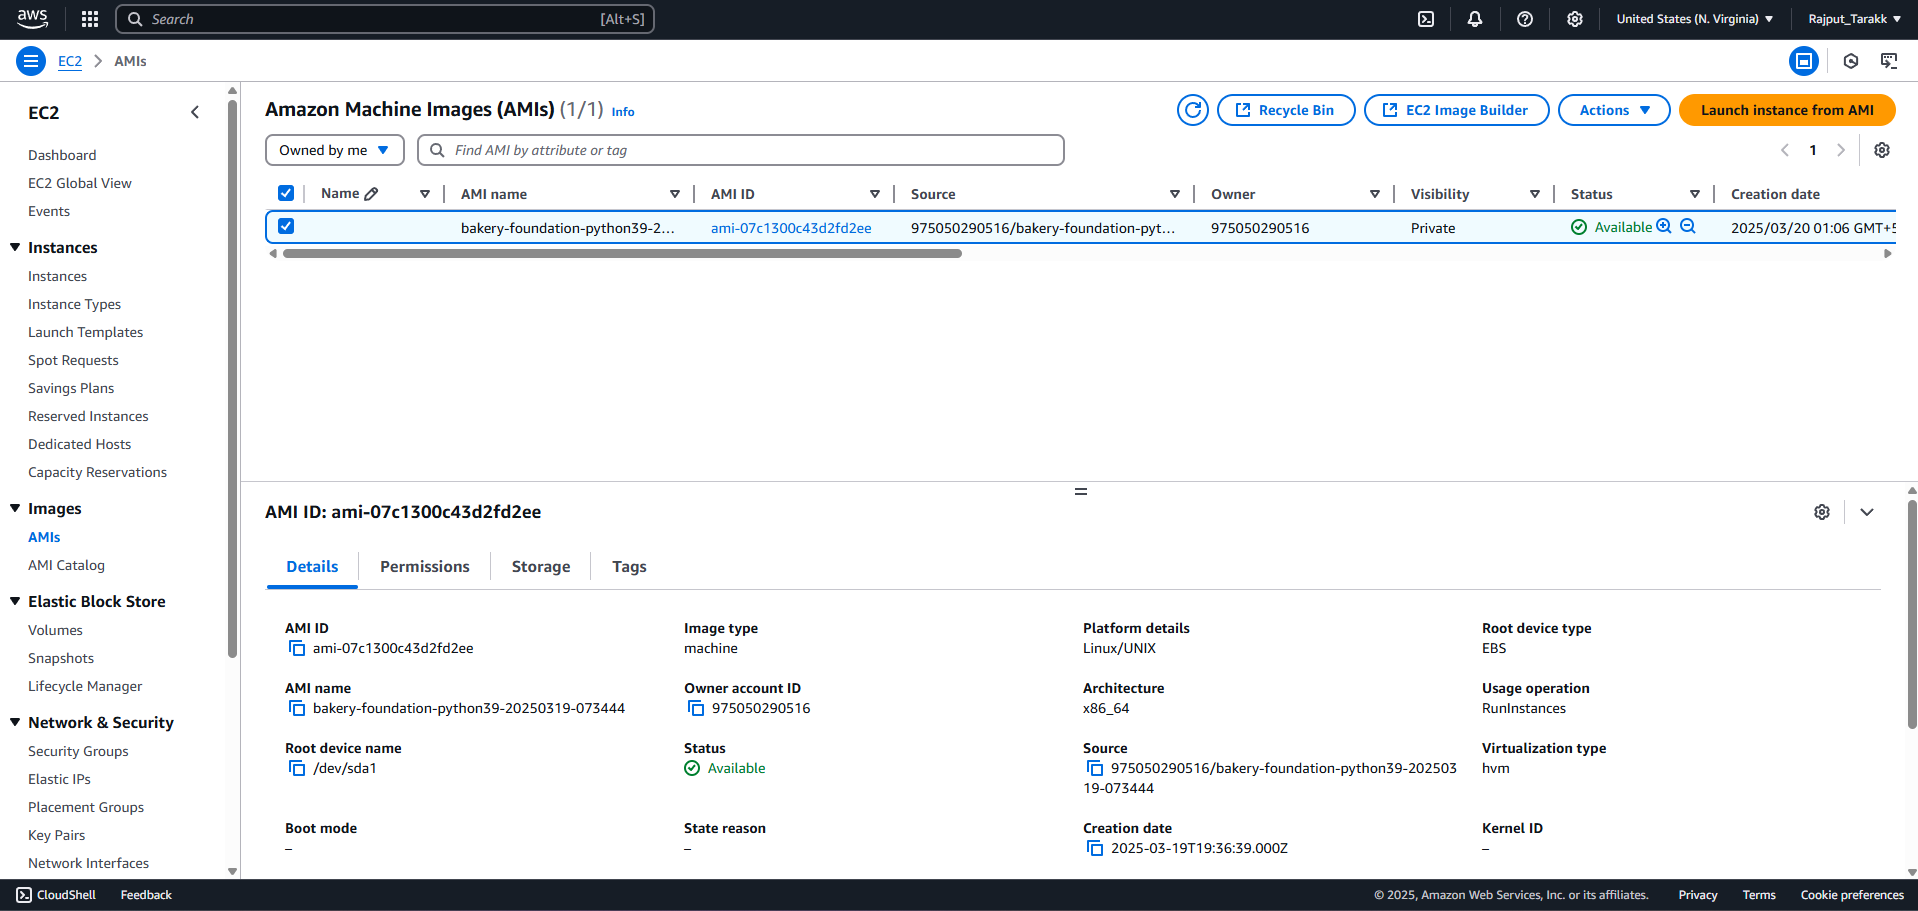 aws
Search [Alt+S]
United States (N. Virginia)
Rajput_Tarakk
EC2 AMIs
EC2
Dashboard
EC2 Global View
Events
Instances
Instances
Instance Types
Launch Templates
Spot Requests
Savings Plans
Reserved Instances
Dedicated Hosts
Capacity Reservations
Images
AMIs
AMI Catalog
Elastic Block Store
Volumes
Snapshots
Lifecycle Manager
Network & Security
Security Groups
Elastic IPs
Placement Groups
Key Pairs
Network Interfaces
Amazon Machine Images (AMIs) (1/1) Info
Recycle Bin
EC2 Image Builder
Actions
Launch instance from AMI
Owned by me
Find AMI by attribute or tag
1
Name AMI name AMI ID Source Owner Visibility Status Creation date
bakery-foundation-python39-2... ami-07c1300c43d2fd2ee 975050290516/bakery-foundation-pyt... 975050290516 Private Available 2025/03/20 01:06 GMT+5
AMI ID: ami-07c1300c43d2fd2ee
Details Permissions Storage Tags
AMI ID
ami-07c1300c43d2fd2ee
Image type
machine
Platform details
Linux/UNIX
Root device type
EBS
AMI name
bakery-foundation-python39-20250319-073444
Owner account ID
975050290516
Architecture
x86_64
Usage operation
RunInstances
Root device name
/dev/sda1
Status
Available
Source
975050290516/bakery-foundation-python39-202503
19-073444
Virtualization type
hvm
Boot mode
–
State reason
–
Creation date
2025-03-19T19:36:39.000Z
Kernel ID
–
CloudShell Feedback
© 2025, Amazon Web Services, Inc. or its affiliates. Privacy Terms Cookie preferences